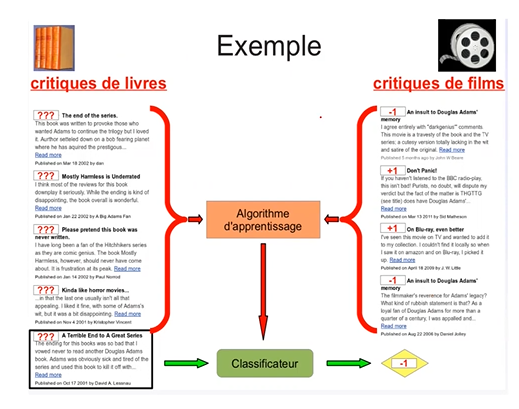 Exemple
critiques de livres
??? The end of the series.
This book was written to provoke those who
wanted Adams to continue the trilogy but I loved
it. Aurthor setteled down on a bob fearing planet
where he has aquired the prestigous...
Read more
Published on Mar 19 2002 by dan
??? Mostly Harmless is Underrated
I think most of the reviews for this book
downplay it seriously. While the ending is kind of
disappointing, the book overall is wonderful.
Read more
Published on Jan 22 2002 by A Big Adams Fan
??? Please pretend this book was
never written.
I have long been a fan of the Hitchhikers series
as they are comic genius. The book Mostly
Harmless, however, should never have come
about. It is frustration at its peak. Read more
Published on Jan 14 2002 by Paul Norrod
??? Kinda like horror movies...
...in that the last one usually isn't all that
appealing. I liked it fine, with some of Adams's
wit, but it was a bit disappointing. Read more
Published on Nov 4 2001 by Kristopher Vincent
??? A Terrible End to A Great Series
The ending for this books was so bad that I
vowed never to read another Douglas Adams
book. Adams was obviously sick and tired of the
series and used this book to kill it off with...
Read more
Published on Oct 17 2001 by David A. Lessnau
Algorithme
d'apprentissage
Classificateur
critiques de films
-1 An insult to Douglas Adams'
memory
I agree entirely with "darkgenius" comments.
This movie is a travesty of the book and the TV
series; a cutesy version totally lacking in the wit
and satire of the original. Read more
Published 5 months ago by John W Beare
+1 Don't Panic!
If you haven't listened to the BBC radio-play,
this isn't bad! Purists, no doubt, will dispute my
verdict but the fact of the matter is THGTTG
(see title) does have Douglas Adams'...
Read more
Published on Mar 13 2011 by Sid Matheson
+1 On Blu-ray, even better
I've seen this movie on TV and wanted to add it
to my collection. I couldn't find it locally so when
I saw it on amazon and on Blu-ray, I picked it
up. Read more
Published on April 18 2009 by J. W. Little
-1 An insult to Douglas Adams'
memory
The filmmaker's reverence for Adams' legacy?
What kind of rubbish statement is that? As a
loyal fan of Douglas Adams for more than a
quarter of a century, I was appalled and...
Read more
Published on Aug 22 2006 by Daniel Jolley
-1